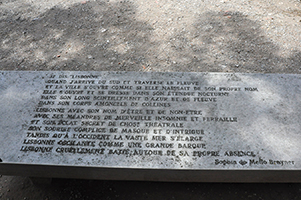 JE DIS "LISBONNE"
QUAND J'ARRIVE DU SUD ET TRAVERSE LE FLEUVE
ET LA VILLE S'OUVRE COMME SI ELLE NAISSAIT DE SON PROPRE NOM
ELLE S'OUVRE ET SE DRESSE DANS SON ÉTENDUE NOCTURNE
DANS SON LONG SCINTILLEMENT D'AZUR ET DE FLEUVE
DANS SON CORPS AMONCELÉ DE COLLINES
LISBONNE AVEC SON NOM D'ÊTRE ET DE NON-ÊTRE
AVEC SES MÉANDRES DE MERVEILLE INSOMNIE ET FERRAILLE
ET SON ÉCLAT SECRET DE CHOSE THÉÂTRALE
SON SOURIRE COMPLICE DE MASQUE ET D'INTRIGUE
TANDIS QU'À L'OCCIDENT LA VASTE MER S'ÉLARGIT
LISBONNE OSCILLANTE COMME UNE GRANDE BARQUE
LISBONNE CRUELLEMENT BÂTIE AUTOUR DE SA PROPRE ABSENCE
Sophia de Mello Breyner